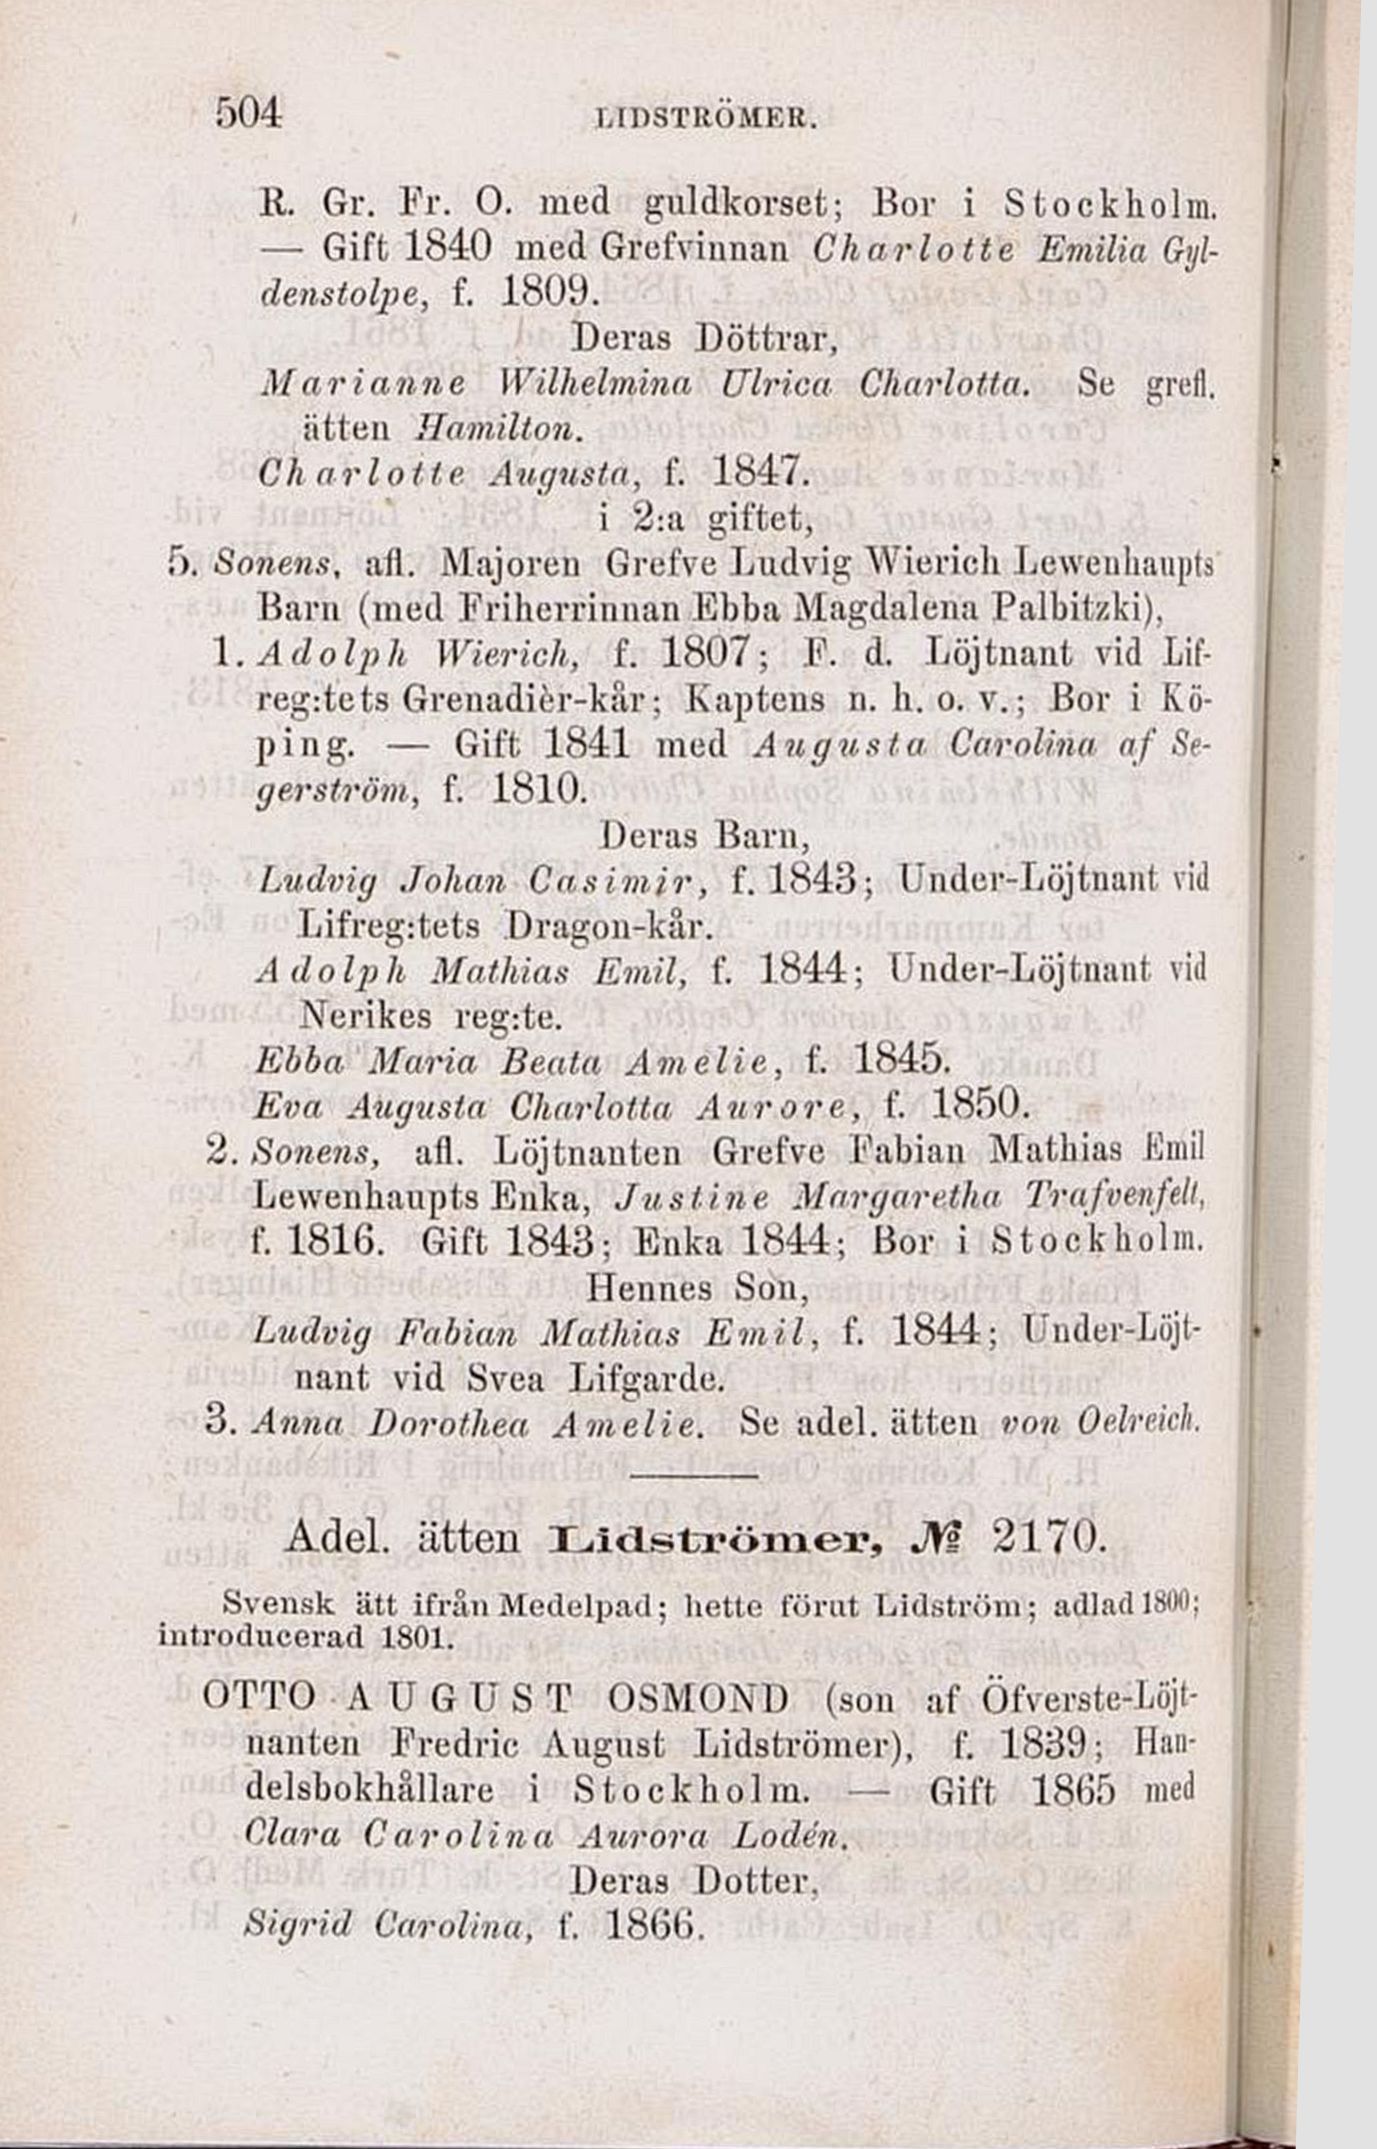 504 LIDSTRÖMER.
R. Gr. Fr. O. med guldkorset; Bor i Stockholm.
— Gift 1840 med Grefvinnan Charlotte Emilia Gyl-
denstolpe, f. 1809.
Deras Döttrar,
Marianne Wilhelmina Ulrica Charlotta. Se grefl.
ätten Hamilton.
Charlotte Augusta, f. 1847.
i 2:a giftet,
5. Sonens, afl. Majoren Grefve Ludvig Wierich Lewenhaupts
Barn (med Friherrinnan Ebba Magdalena Palbitzki),
1. Adolph Wierich, f. 1807; F. d. Löjtnant vid Lif-
reg:tets Grenadièr-kår; Kaptens n. h. o. v.; Bor i Kö-
ping. — Gift 1841 med Augusta Carolina af Se-
gerström, f. 1810.
Deras Barn,
Ludvig Johan Casimir, f. 1843; Under-Löjtnant vid
Lifreg:tets Dragon-kår.
Adolph Mathias Emil, f. 1844; Under-Löjtnant vid
Nerikes reg:te.
Ebba Maria Beata Amelie, f. 1845.
Eva Augusta Charlotta Aurore, f. 1850.
2. Sonens, afl. Löjtnanten Grefve Fabian Mathias Emil
Lewenhaupts Enka, Justine Margaretha Trafvenfelt,
f. 1816. Gift 1843; Enka 1844; Bor i Stockholm.
Hennes Son,
Ludvig Fabian Mathias Emil, f. 1844; Under-Löjt-
nant vid Svea Lifgarde.
3. Anna Dorothea Amelie. Se adel. ätten von Oelreich.
Adel. ätten Lidströmer, № 2170.
Svensk ätt ifrån Medelpad; hette förut Lidström; adlad 1800;
introducerad 1801.
OTTO AUGUST OSMOND (son af Öfverste-Löjt-
nanten Fredric August Lidströmer), f. 1839; Han-
delsbokhållare i Stockholm. — Gift 1865 med
Clara Carolina Aurora Lodén.
Deras Dotter,
Sigrid Carolina, f. 1866.